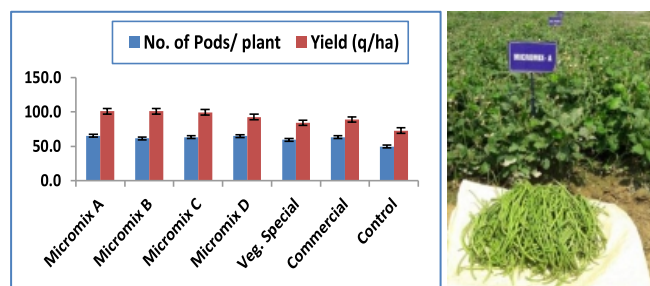 No. of Pods/ plant Yield (q/ha)
150.0
100.0
50.0
0.0
Micromix A
Micromix B
Micromix C
Micromix D
Veg. Special
Commercial
Control
MICROMIX - A